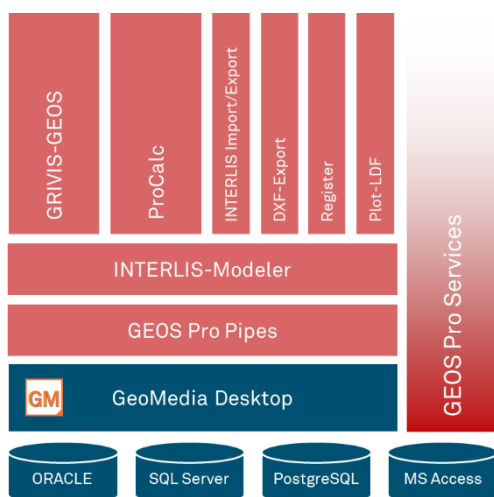 GRIVIS-GEOS
ProCalc
INTERLIS Import/Export
DXF-Export
Register
Plot-LDF
GEOS Pro Services
INTERLIS-Modeler
GEOS Pro Pipes
GM
GeoMedia Desktop
ORACLE
SQL Server
PostgreSQL
MS Access